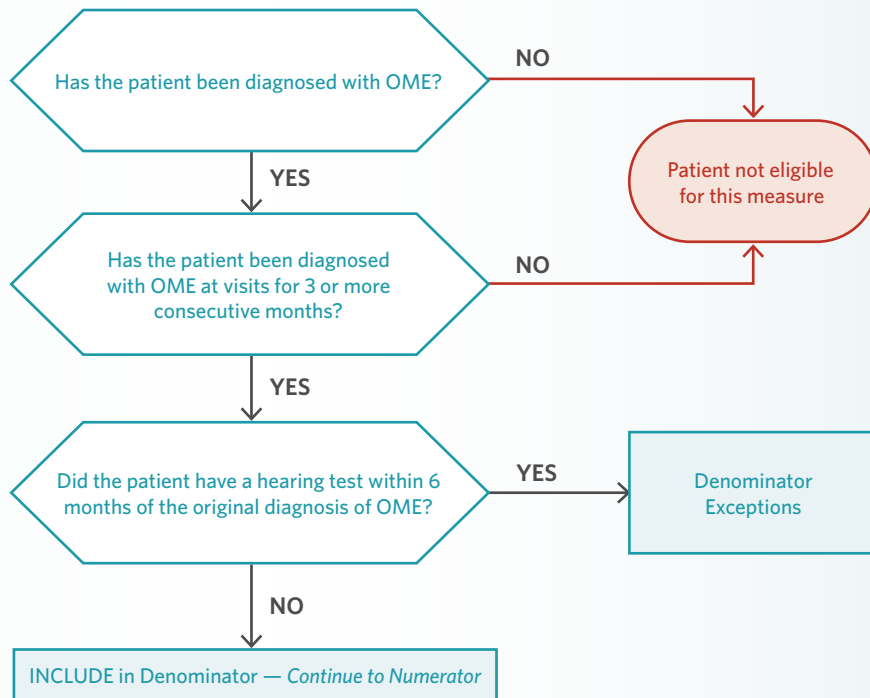 Has the patient been diagnosed with OME?
NO
Patient not eligible
for this measure
YES
Has the patient been diagnosed
with OME at visits for 3 or more
consecutive months?
NO
YES
Did the patient have a hearing test within 6
months of the original diagnosis of OME?
YES
Denominator
Exceptions
NO
INCLUDE in Denominator — Continue to Numerator